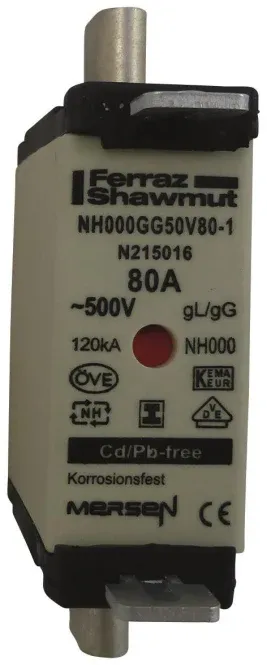 Ferraz
Shawmut
NH000GG50V80-1
N215016
80A
~500V gL/gG
120kA NH000
ÖVE KEMA KEUR
NH VDE
Cd/Pb-free
Korrosionsfest
MERSEN CE